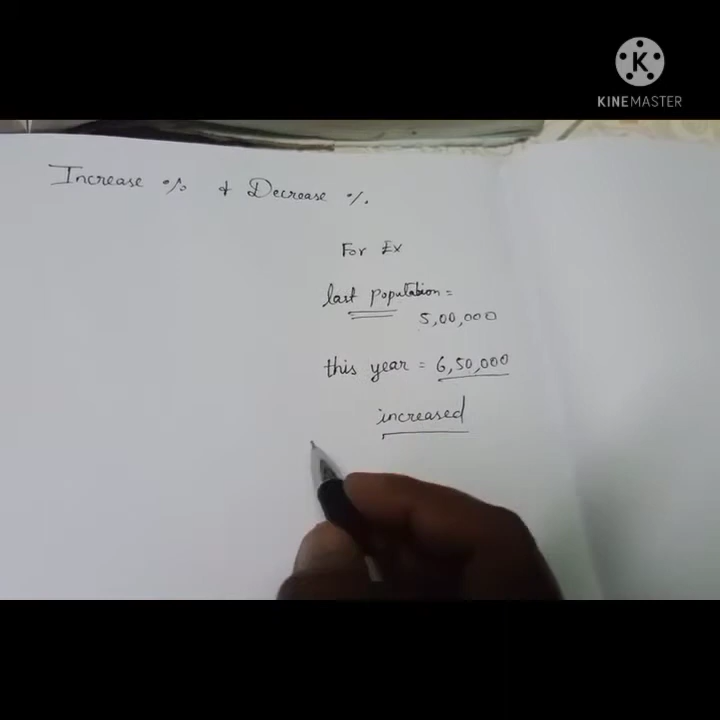 K
KINEMASTER
Increase % & Decrease %.
For Ex
last population =
5,00,000
this year = 6,50,000
increased